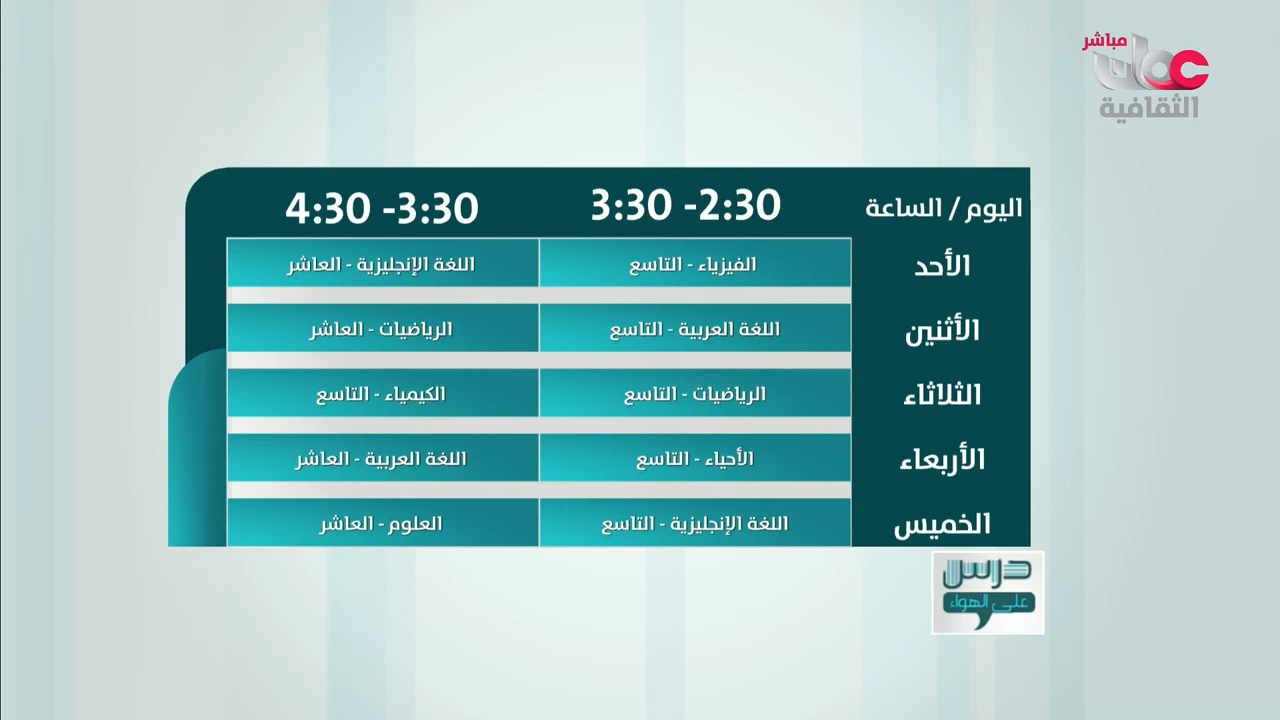 مباشر
عمان
الثقافية
اليوم / الساعة 2:30- 3:30 3:30- 4:30
الأحد الفيزياء - التاسع اللغة الإنجليزية - العاشر
الأثنين اللغة العربية - التاسع الرياضيات - العاشر
الثلاثاء الرياضيات - التاسع الكيمياء - التاسع
الأربعاء الأحياء - التاسع اللغة العربية - العاشر
الخميس اللغة الإنجليزية - التاسع العلوم - العاشر
درس
على الهواء